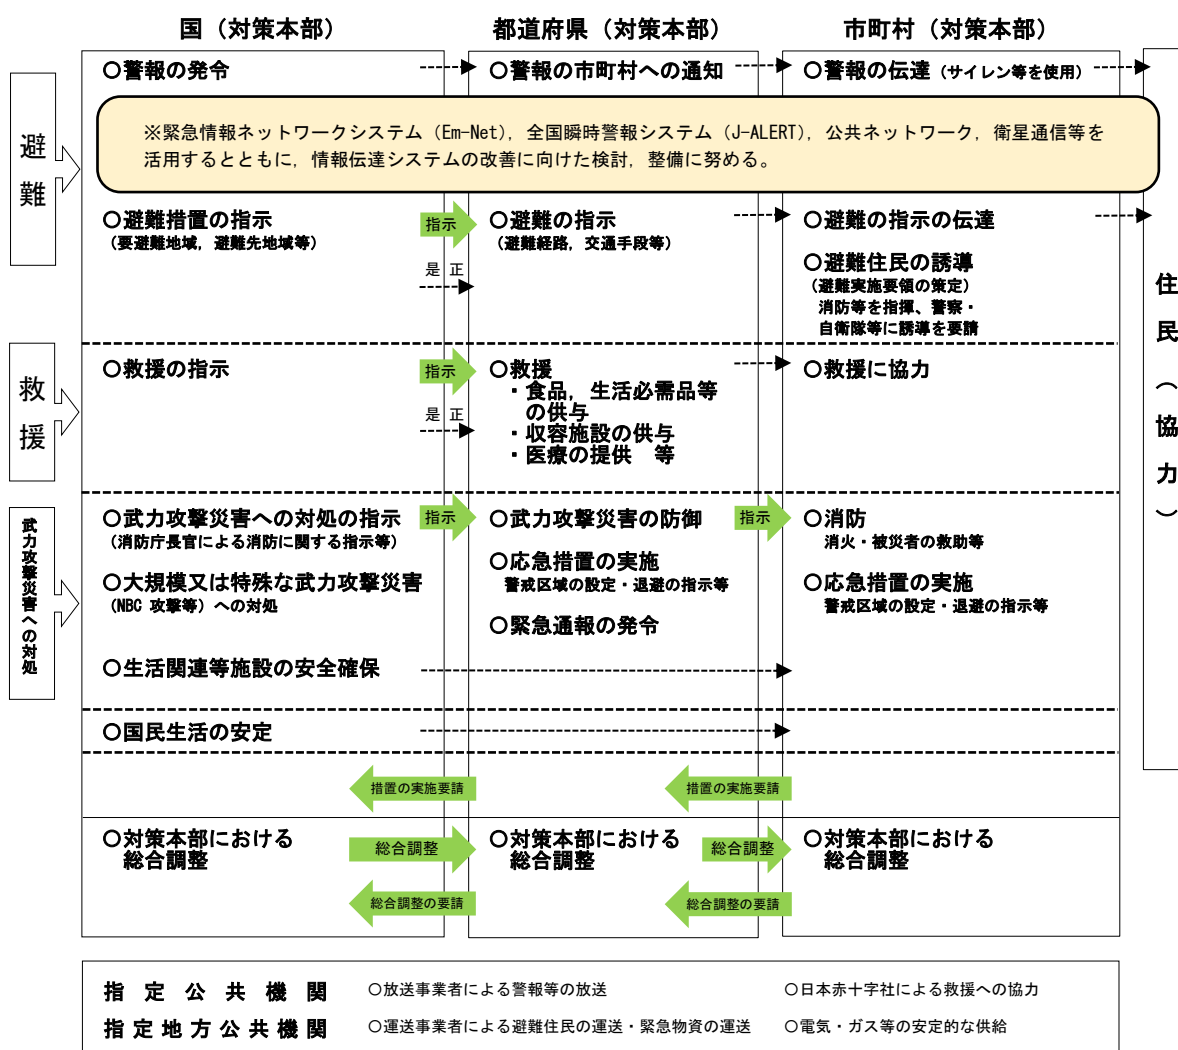 国（対策本部）
都道府県（対策本部）
市町村（対策本部）
避難
○警報の発令
○警報の市町村への通知
○警報の伝達（サイレン等を使用）
※緊急情報ネットワークシステム（Em-Net），全国瞬時警報システム（J-ALERT），公共ネットワーク，衛星通信等を
活用するとともに，情報伝達システムの改善に向けた検討，整備に努める。
○避難措置の指示
（要避難地域，避難先地域等）
指示
是正
○避難の指示
（避難経路，交通手段等）
○避難の指示の伝達
○避難住民の誘導
（避難実施要領の策定）
消防等を指揮、警察・
自衛隊等に誘導を要請
住民（協力）
救援
○救援の指示
指示
是正
○救援
・食品，生活必需品等
の供与
・収容施設の供与
・医療の提供　等
○救援に協力
武力攻撃災害への対処
○武力攻撃災害への対処の指示
（消防庁長官による消防に関する指示等）
○大規模又は特殊な武力攻撃災害
（NBC 攻撃等）への対処
○生活関連等施設の安全確保
指示
○武力攻撃災害の防御
○応急措置の実施
警戒区域の設定・退避の指示等
○緊急通報の発令
指示
○消防
消火・被災者の救助等
○応急措置の実施
警戒区域の設定・退避の指示等
○国民生活の安定
措置の実施要請
措置の実施要請
○対策本部における
総合調整
総合調整
○対策本部における
総合調整
総合調整
○対策本部における
総合調整
総合調整の要請
総合調整の要請
指定公共機関
○放送事業者による警報等の放送
○日本赤十字社による救援への協力
指定地方公共機関
○運送事業者による避難住民の運送・緊急物資の運送
○電気・ガス等の安定的な供給